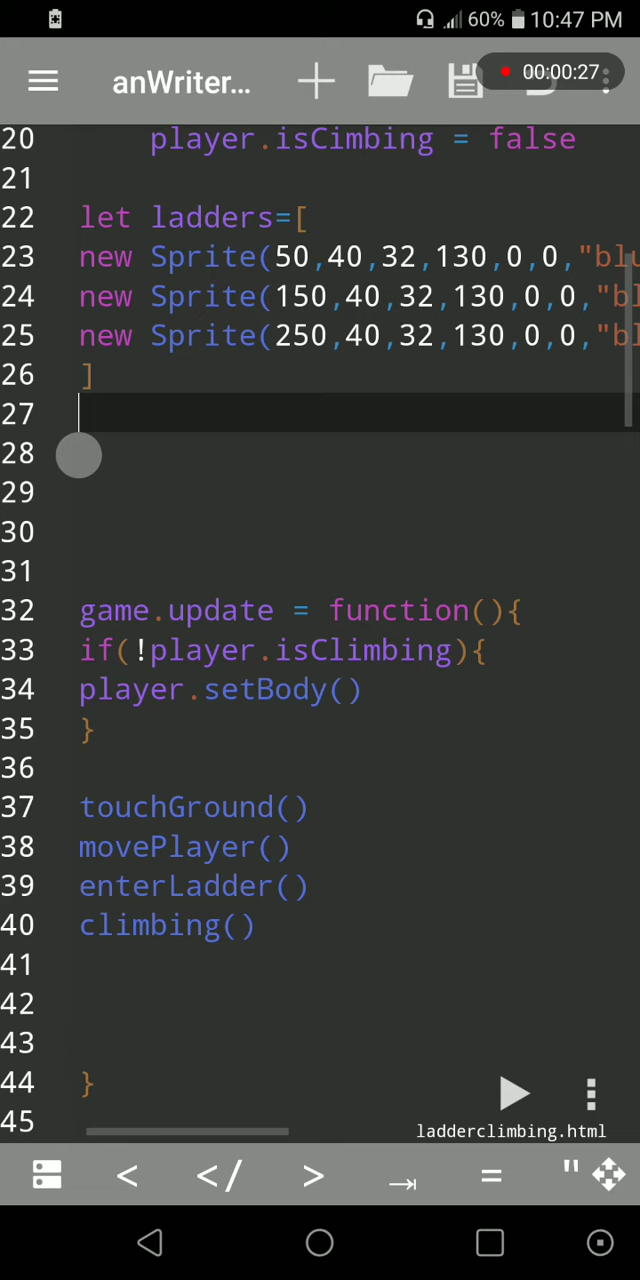 60% 10:47 PM
anWriter... 00:00:27
20 player.isCimbing = false
21
22 let ladders=[
23 new Sprite(50,40,32,130,0,0,"blu
24 new Sprite(150,40,32,130,0,0,"bl
25 new Sprite(250,40,32,130,0,0,"bl
26 ]
27
28
29
30
31
32 game.update = function(){
33 if(!player.isClimbing){
34 player.setBody()
35 }
36
37 touchGround()
38 movePlayer()
39 enterLadder()
40 climbing()
41
42
43
44 }
45
ladderclimbing.html
< </ > = "